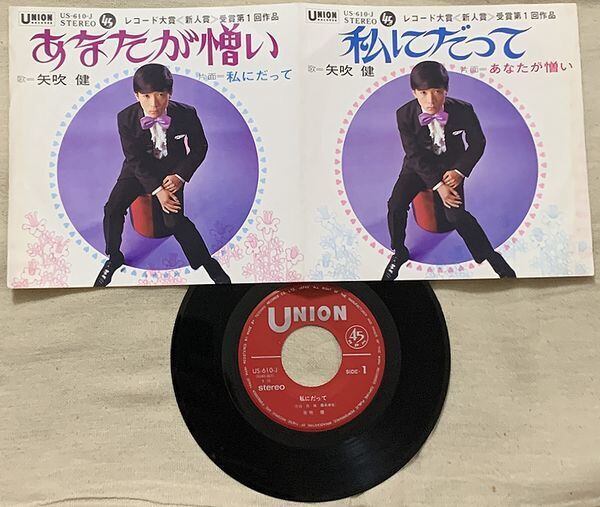 UNION
RECORDS
US-610-J
STEREO
45
レコード大賞<新人賞>受賞第1回作品
あなたが憎い
歌=矢吹 健
片面=私にだって
UNION
RECORDS
US-610-J
STEREO
45
レコード大賞<新人賞>受賞第1回作品
私にだって
歌=矢吹 健
片面=あなたが憎い
UNION
45
US-610-J
SIDE-1
stereo
私にだって
矢吹 健